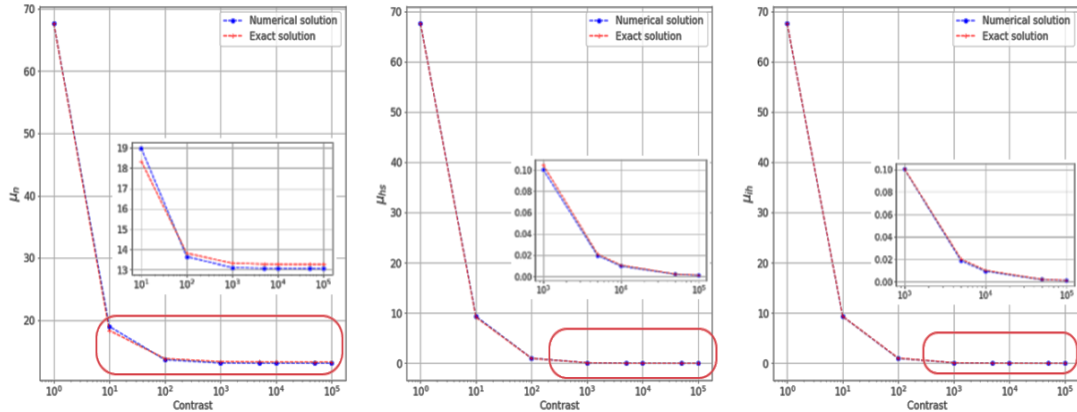 Numerical solution
Exact solution
70
60
50
40
30
20
μn
19
18
17
16
15
14
13
10¹ 10² 10³ 10⁴ 10⁵
10⁰ 10¹ 10² 10³ 10⁴ 10⁵
Contrast
Numerical solution
Exact solution
70
60
50
40
30
20
10
0
μhs
0.10
0.08
0.06
0.04
0.02
0.00
10³ 10⁴ 10⁵
10⁰ 10¹ 10² 10³ 10⁴ 10⁵
Contrast
Numerical solution
Exact solution
70
60
50
40
30
20
10
0
μih
0.10
0.08
0.06
0.04
0.02
0.00
10³ 10⁴ 10⁵
10⁰ 10¹ 10² 10³ 10⁴ 10⁵
Contrast